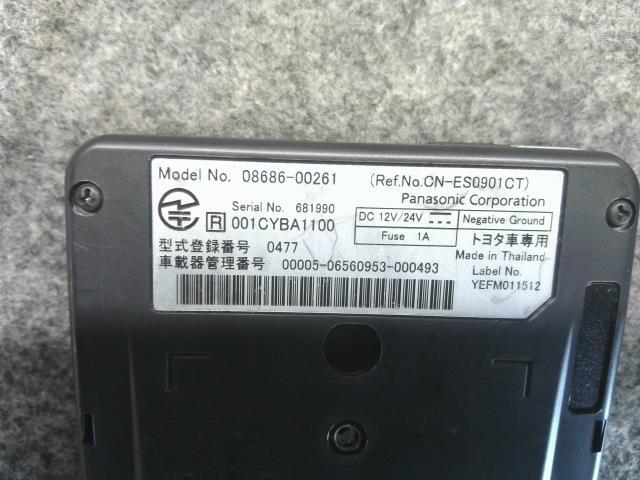 Model No. 08686-00261 (Ref.No.CN-ES0901CT)
Panasonic Corporation
Serial No. 681990
R 001CYBA1100
DC 12V/24V Negative Ground
Fuse 1A トヨタ車専用
型式登録番号 0477
Made in Thailand
車載器管理番号 00005-06560953-000493
Label No.
YEFM011512